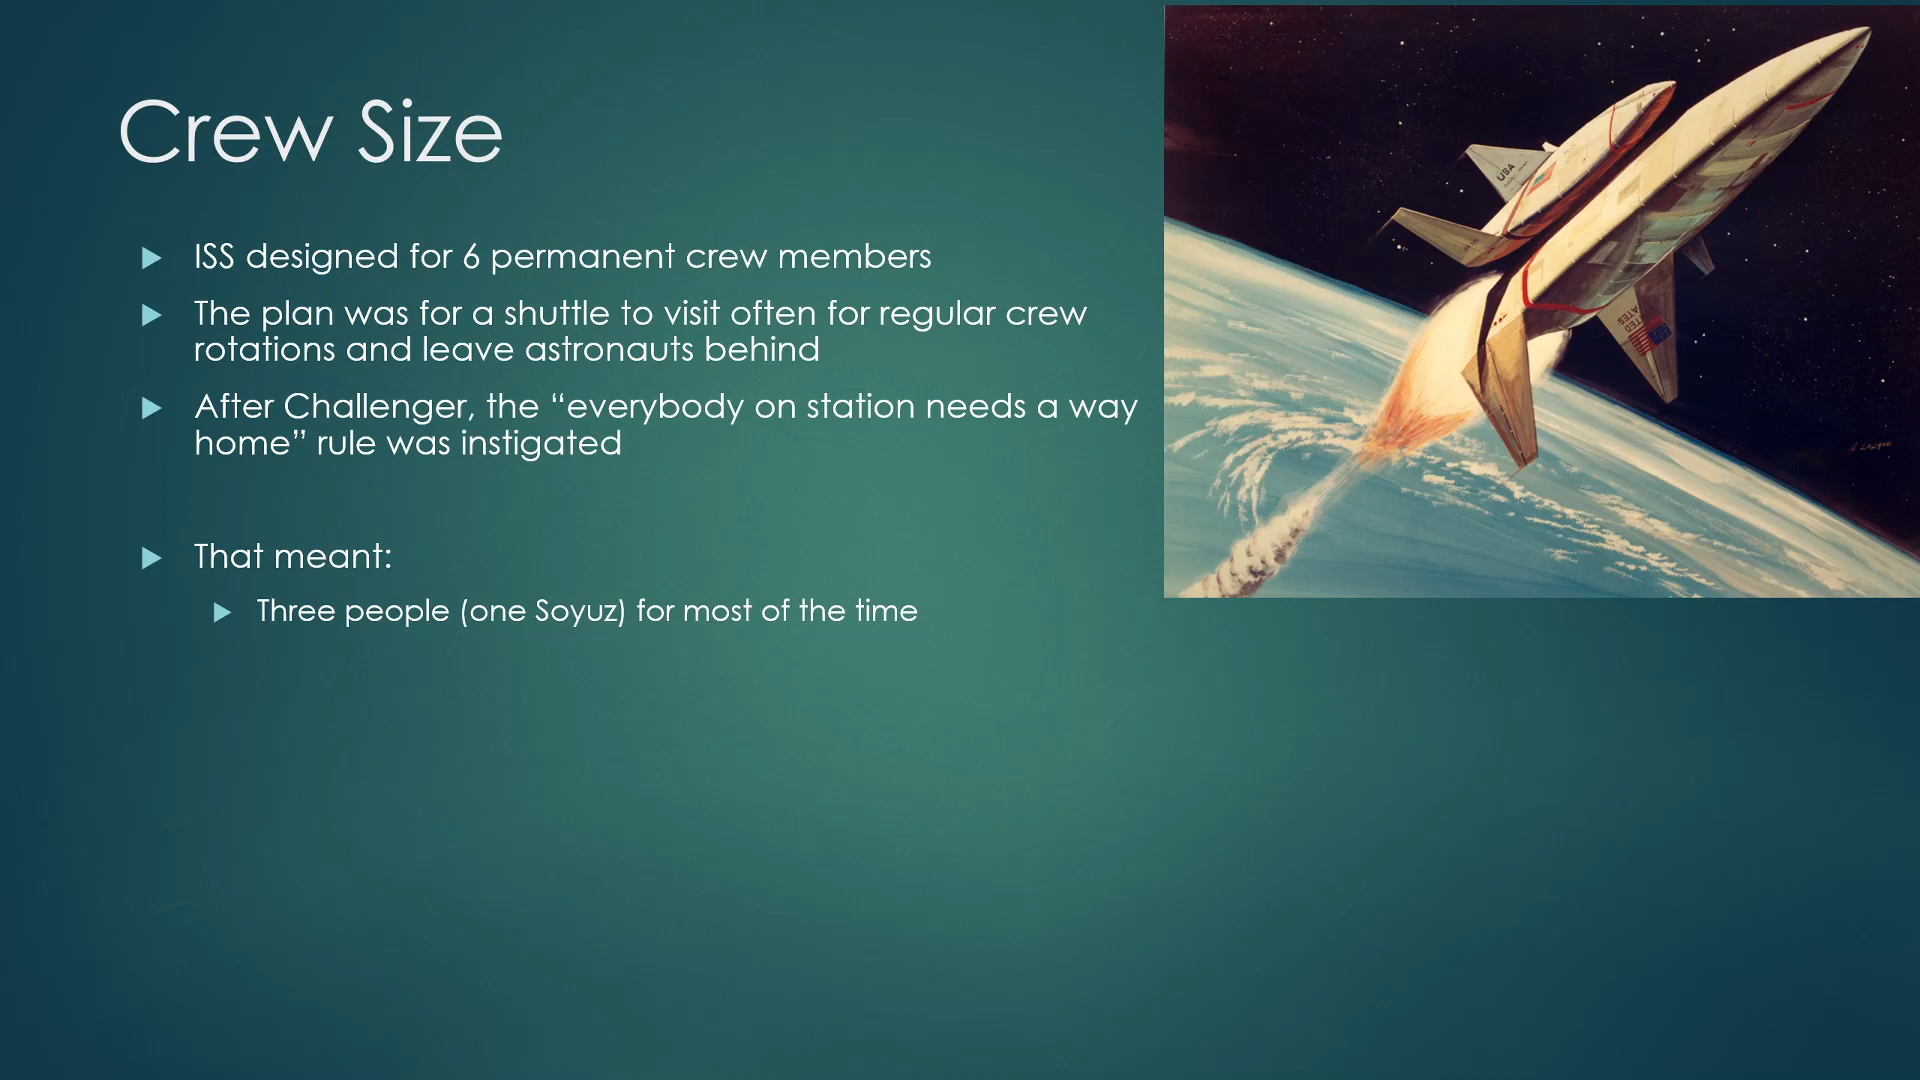 Crew Size
ISS designed for 6 permanent crew members
The plan was for a shuttle to visit often for regular crew
rotations and leave astronauts behind
After Challenger, the “everybody on station needs a way
home” rule was instigated
That meant:
Three people (one Soyuz) for most of the time
USA